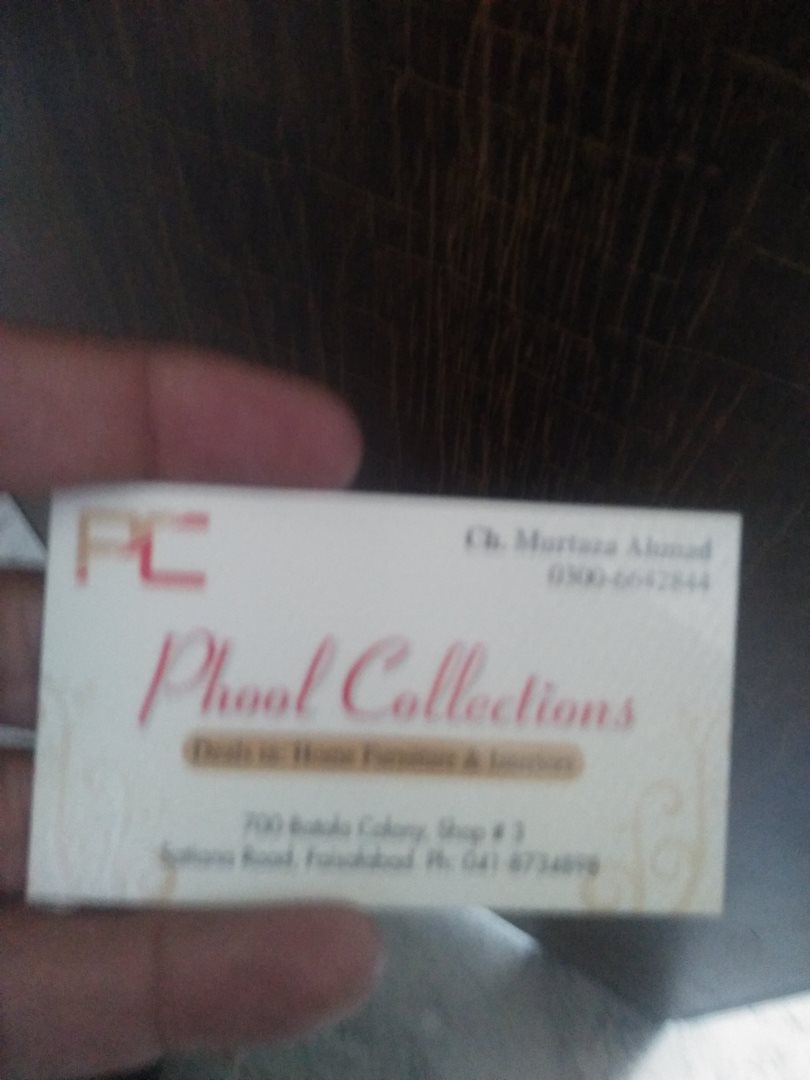 PC
Ch. Murtaza Ahmad
0300-6642844
Phool Collections
Deals in: Home Furniture & Interiors
700 Batala Colony, Shop # 3
Satiana Road, Faisalabad. Ph: 041-8734898